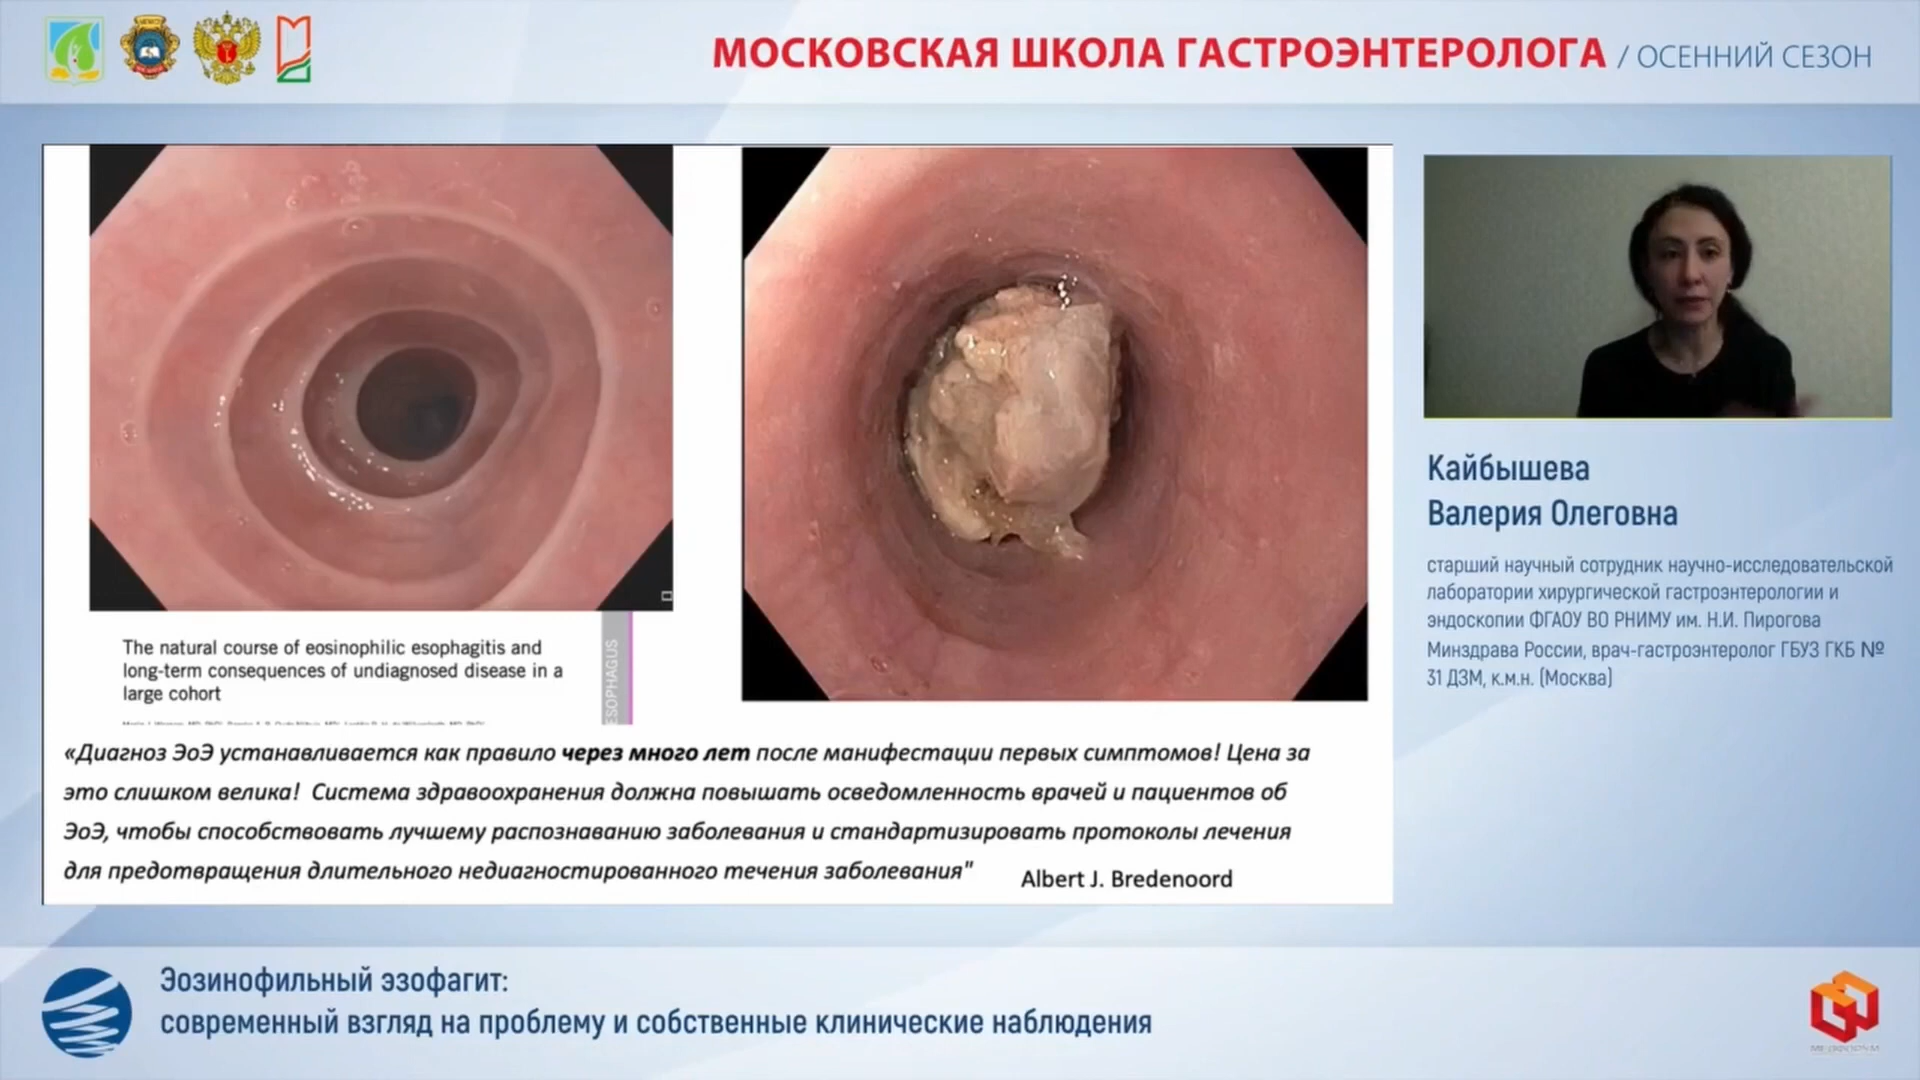 МОСКОВСКАЯ ШКОЛА ГАСТРОЭНТЕРОЛОГА / ОСЕННИЙ СЕЗОН
The natural course of eosinophilic esophagitis and
long-term consequences of undiagnosed disease in a
large cohort
ESOPHAGUS
«Диагноз ЭоЭ устанавливается как правило через много лет после манифестации первых симптомов! Цена за
это слишком велика! Система здравоохранения должна повышать осведомленность врачей и пациентов об
ЭоЭ, чтобы способствовать лучшему распознаванию заболевания и стандартизировать протоколы лечения
для предотвращения длительного недиагностированного течения заболевания"
Albert J. Bredenoord
Кайбышева
Валерия Олеговна
старший научный сотрудник научно-исследовательской
лаборатории хирургической гастроэнтерологии и
эндоскопии ФГАОУ ВО РНИМУ им. Н.И. Пирогова
Минздрава России, врач-гастроэнтеролог ГБУЗ ГКБ №
31 ДЗМ, к.м.н. (Москва)
Эозинофильный эзофагит:
современный взгляд на проблему и собственные клинические наблюдения